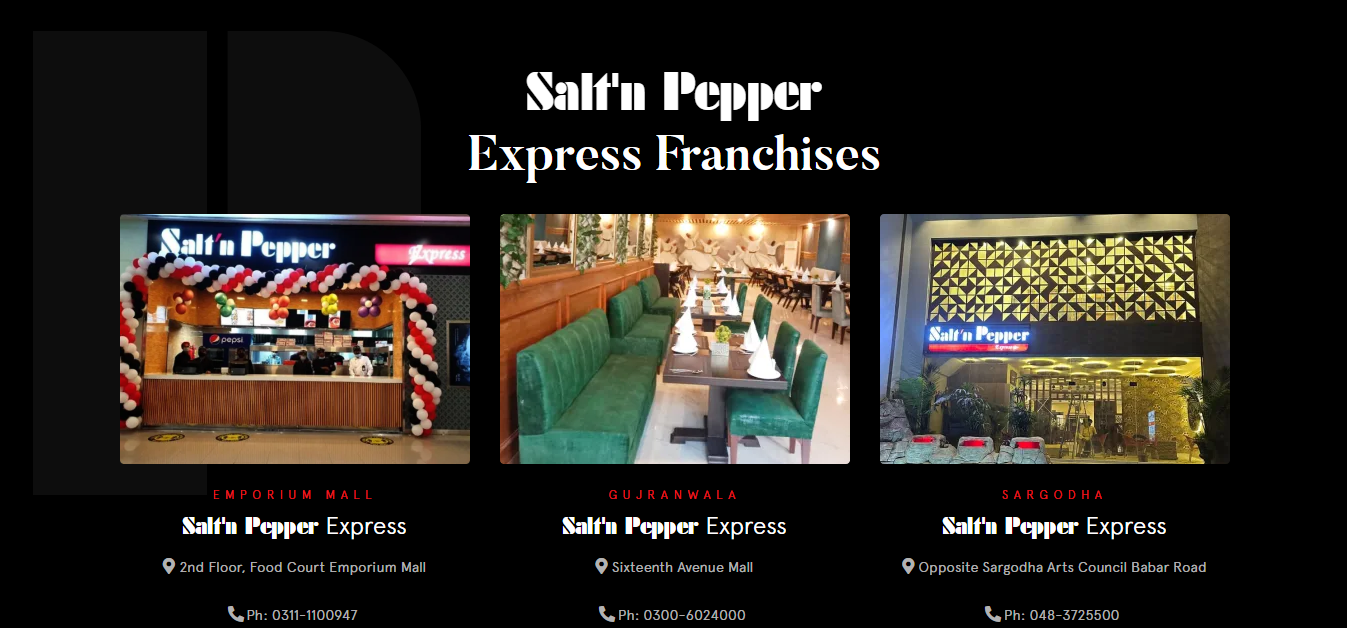 Salt'n Pepper
Express Franchises
Salt'n Pepper
Express
pepsi
Salt'n Pepper
Express
EMPORIUM MALL
Salt'n Pepper Express
2nd Floor, Food Court Emporium Mall
Ph: 0311-1100947
GUJRANWALA
Salt'n Pepper Express
Sixteenth Avenue Mall
Ph: 0300-6024000
SARGODHA
Salt'n Pepper Express
Opposite Sargodha Arts Council Babar Road
Ph: 048-3725500